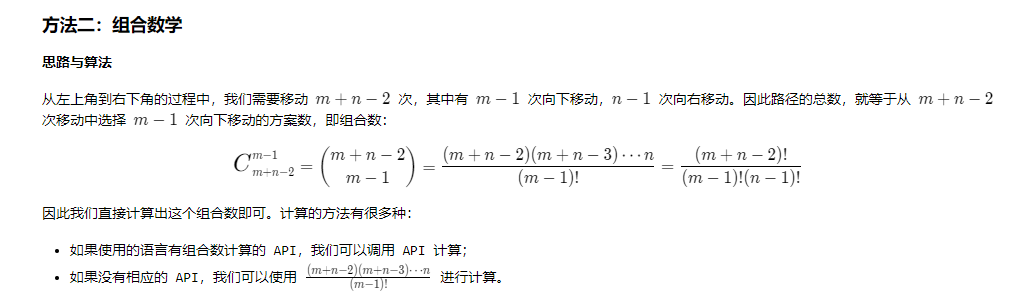 方法二：组合数学
思路与算法
从左上角到右下角的过程中，我们需要移动 m + n − 2 次，其中有 m − 1 次向下移动，n − 1 次向右移动。因此路径的总数，就等于从 m + n − 2
次移动中选择 m − 1 次向下移动的方案数，即组合数：
$C_{m+n-2}^{m-1} = \binom{m+n-2}{m-1} = \frac{(m+n-2)(m+n-3)\cdots n}{(m-1)!} = \frac{(m+n-2)!}{(m-1)!(n-1)!}$
因此我们直接计算出这个组合数即可。计算的方法有很多种：
• 如果使用的语言有组合数计算的 API，我们可以调用 API 计算；
• 如果没有相应的 API，我们可以使用 $\frac{(m+n-2)(m+n-3)\cdots n}{(m-1)!}$ 进行计算。